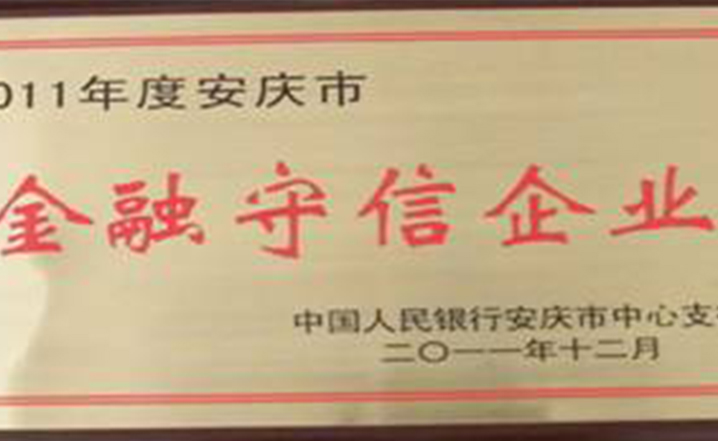 2011年度安庆市
金融守信企业
中国人民银行安庆市中心支
二〇一一年十二月